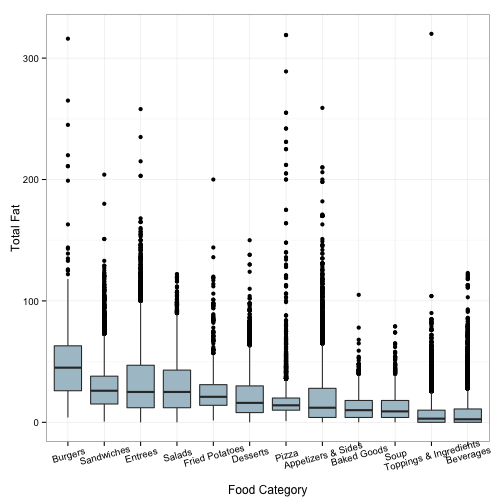 300
200
100
0
Total Fat
Burgers
Sandwiches
Entrees
Salads
Fried Potatoes
Desserts
Pizza
Appetizers & Sides
Baked Goods
Soup
Toppings & Ingredients
Beverages
Food Category